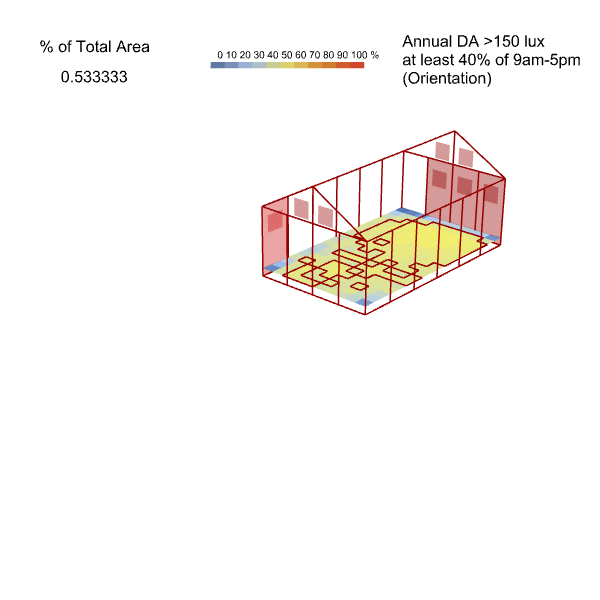 % of Total Area
0.533333
0 10 20 30 40 50 60 70 80 90 100 %
Annual DA >150 lux
at least 40% of 9am-5pm
(Orientation)